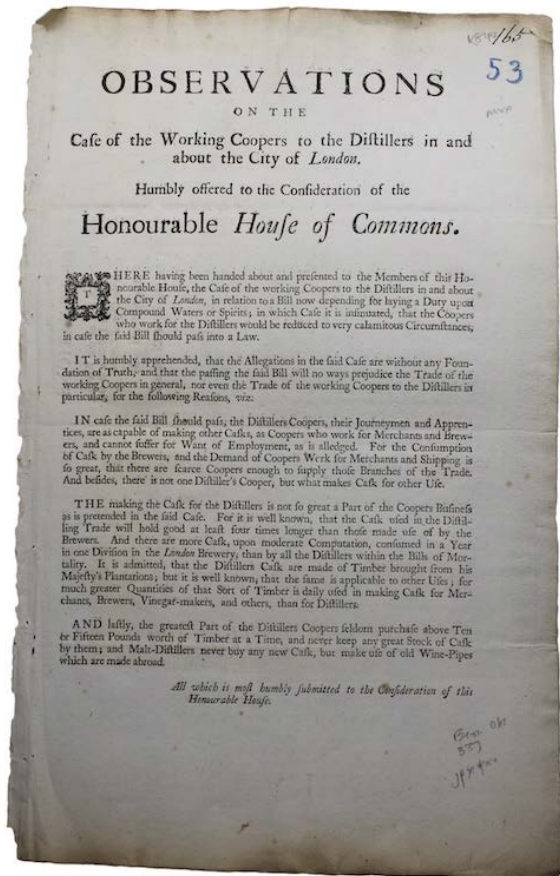 165
53
OBSERVATIONS
ON THE
Caſe of the Working Coopers to the Diſtillers in and
about the City of London.
Humbly offered to the Conſideration of the
Honourable Houſe of Commons.
THERE having been handed about and preſented to the Members of this Ho-
nourable Houſe, the Caſe of the working Coopers to the Diſtillers in and about
the City of London, in relation to a Bill now depending for laying a Duty upon
Compound Waters or Spirits; in which Caſe it is inſinuated, that the Coopers
who work for the Diſtillers would be reduced to very calamitous Circumſtances,
in caſe the ſaid Bill ſhould paſs into a Law.
IT is humbly apprehended, that the Allegations in the ſaid Caſe are without any Foun-
dation of Truth, and that the paſſing the ſaid Bill will no ways prejudice the Trade of the
working Coopers in general, nor even the Trade of the working Coopers to the Diſtillers in
particular, for the following Reaſons, viz.
IN caſe the ſaid Bill ſhould paſs, the Diſtillers Coopers, their Journeymen and Appren-
tices, are as capable of making other Caſks, as Coopers who work for Merchants and Brew-
ers, and cannot ſuffer for Want of Employment, as is alledged. For the Conſumption
of Caſk by the Brewers, and the Demand of Coopers Work for Merchants and Shipping is
ſo great, that there are ſcarce Coopers enough to ſupply thoſe Branches of the Trade.
And beſides, there is not one Diſtiller's Cooper, but what makes Caſk for other Uſe.
THE making the Caſk for the Diſtillers is not ſo great a Part of the Coopers Buſineſs
as is pretended in the ſaid Caſe. For it is well known, that the Caſk uſed in the Diſtil-
ling Trade will hold good at leaſt four times longer than thoſe made uſe of by the
Brewers. And there are more Caſk, upon moderate Computation, conſumed in a Year
in one Diviſion in the London Brewery; than by all the Diſtillers within the Bills of Mor-
tality. It is admitted, that the Diſtillers Caſk are made of Timber brought from his
Majeſty's Plantations; but it is well known, that the ſame is applicable to other Uſes; for
much greater Quantities of that Sort of Timber is daily uſed in making Caſk for Mer-
chants, Brewers, Vinegar-makers, and others, than for Diſtillers.
AND laſtly, the greateſt Part of the Diſtillers Coopers ſeldom purchaſe above Ten
or Fifteen Pounds worth of Timber at a Time, and never keep any great Stock of Caſk
by them; and Malt-Diſtillers never buy any new Caſk, but make uſe of old Wine-Pipes
which are made abroad.
All which is moſt humbly ſubmitted to the Conſideration of this
Honourable Houſe.